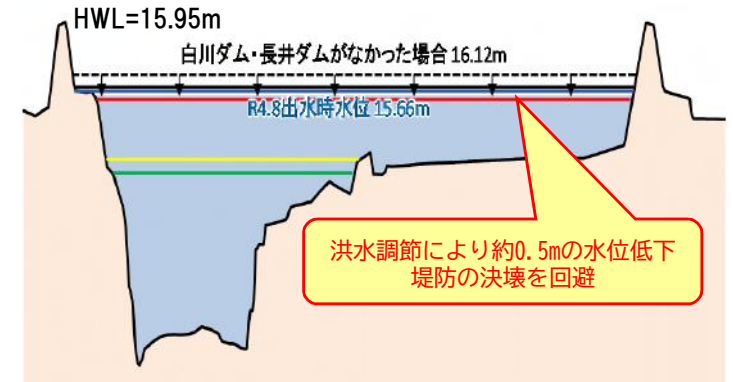 HWL=15.95m
白川ダム・長井ダムがなかった場合 16.12m
R4.8出水時水位 15.66m
洪水調節により約0.5mの水位低下
堤防の決壊を回避